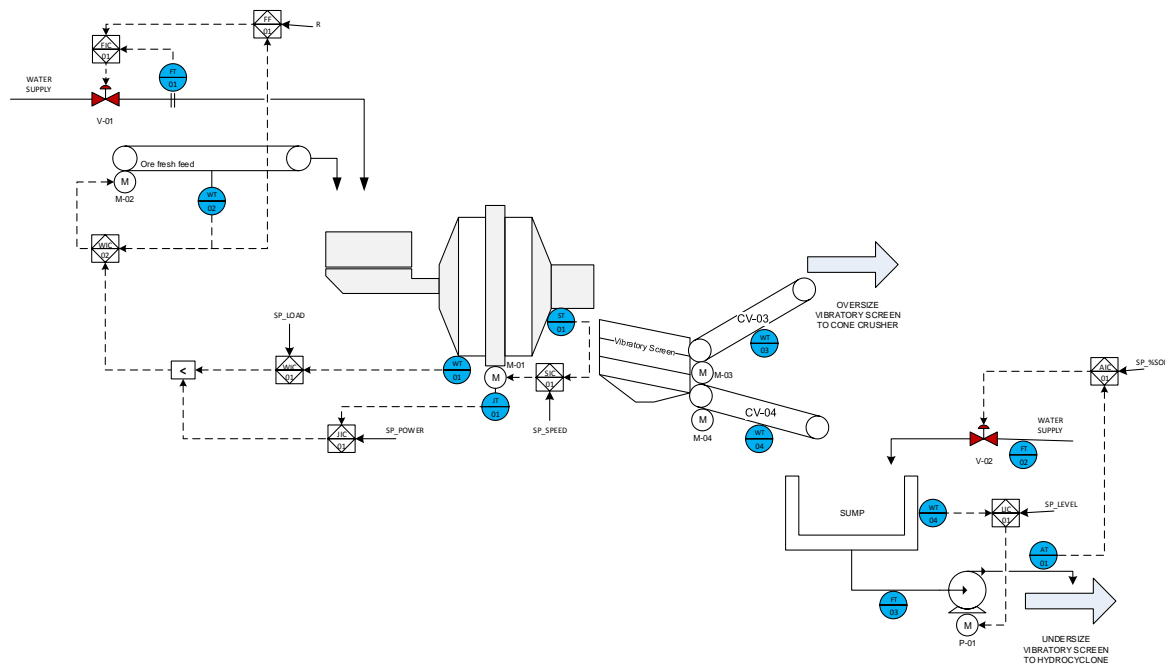 FF
01
R
FIC
01
FT
01
WATER
SUPPLY
V-01
Ore fresh feed
M
M-02
WT
02
WIC
02
SP_LOAD
WIC
01
<
WT
01
M-01
M
JT
01
JIC
01
SP_POWER
ST
01
SIC
01
SP_SPEED
Vibratory Screen
CV-03
WT
03
M
M-03
CV-04
WT
04
M
M-04
OVERSIZE
VIBRATORY SCREEN
TO CONE CRUSHER
AIC
01
SP_%SOL
WATER
SUPPLY
V-02
FT
02
SUMP
WT
04
LIC
01
SP_LEVEL
AT
01
FT
03
M
P-01
UNDERSIZE
VIBRATORY SCREEN
TO HYDROCYCLONE